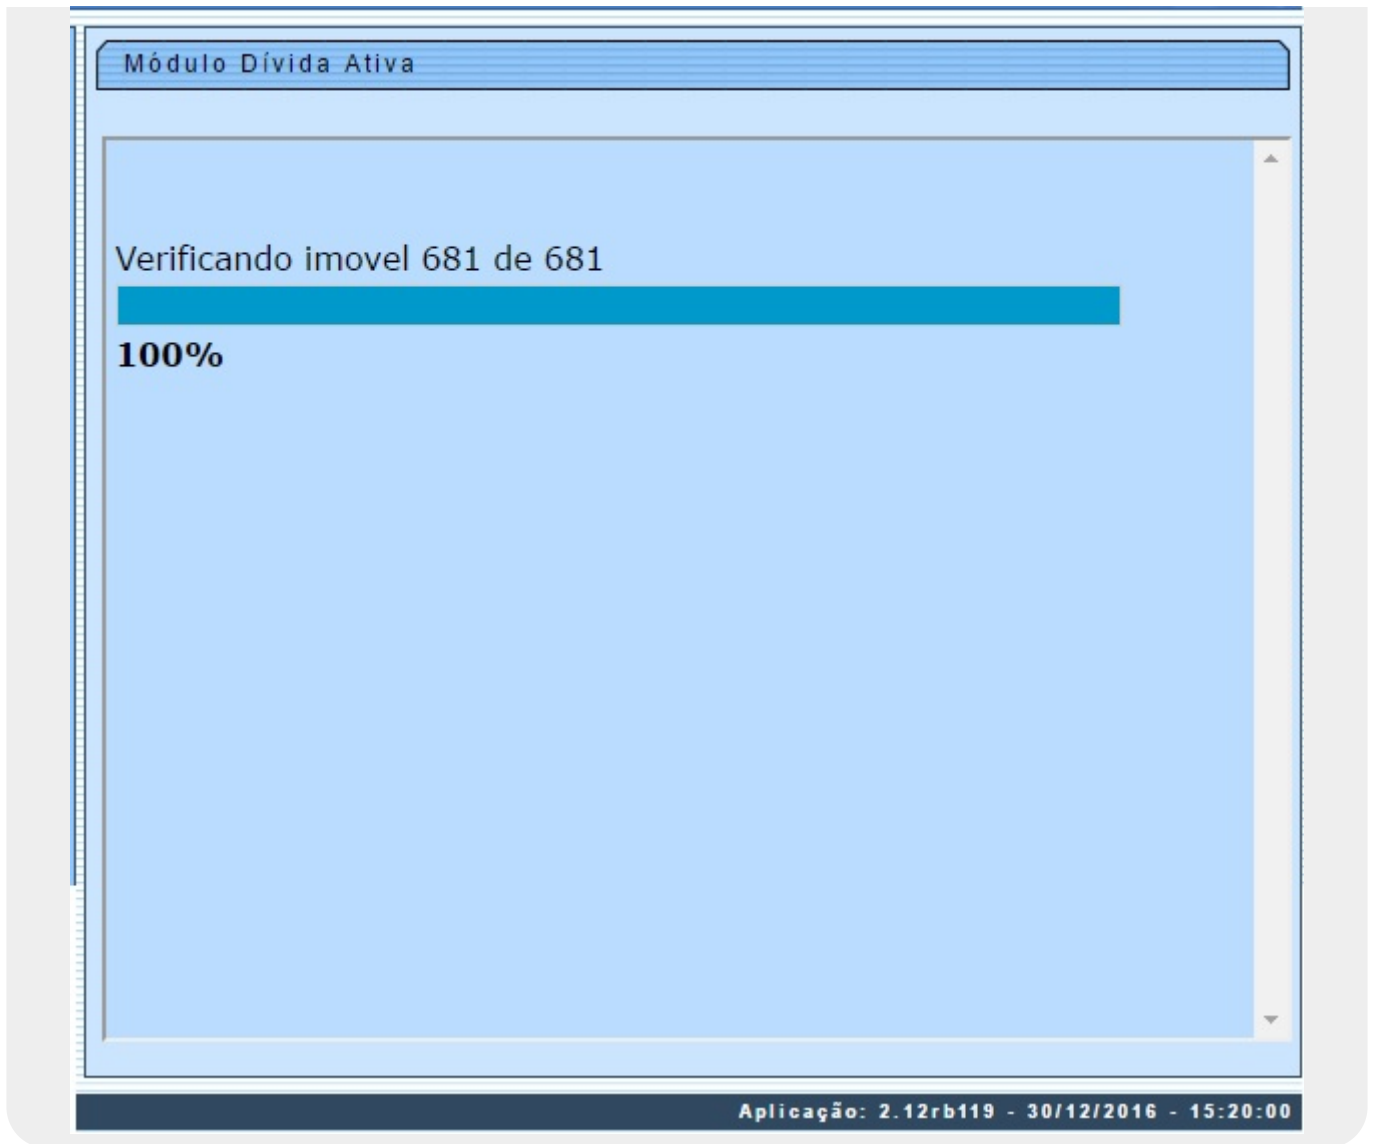 Módulo Dívida Ativa
Verificando imovel 681 de 681
100%
Aplicação: 2.12rb119 - 30/12/2016 - 15:20:00